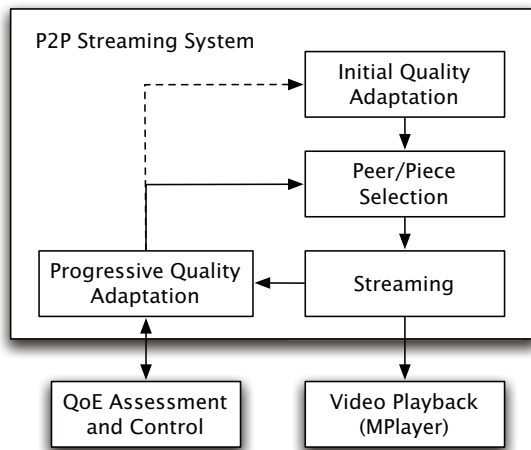 P2P Streaming System
Initial Quality
Adaptation
Peer/Piece
Selection
Progressive Quality
Adaptation
Streaming
QoE Assessment
and Control
Video Playback
(MPlayer)